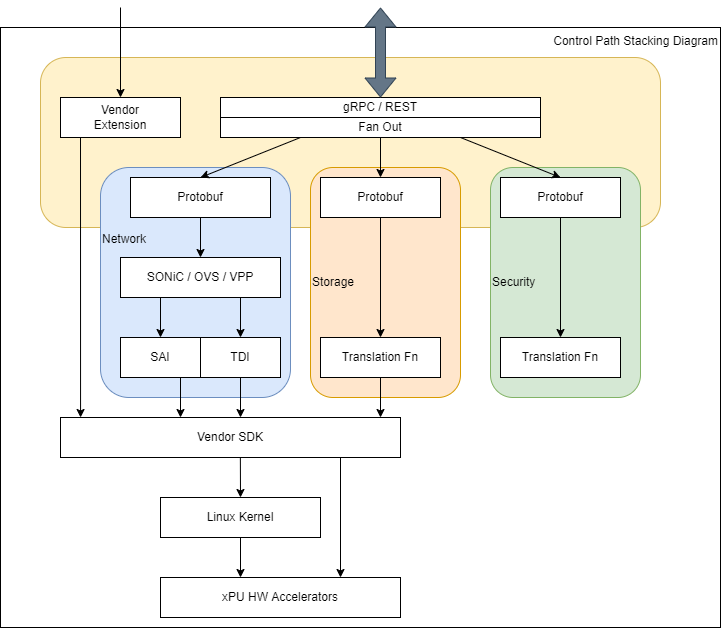 Control Path Stacking Diagram
Vendor
Extension
gRPC / REST
Fan Out
Protobuf
Protobuf
Protobuf
Network
SONiC / OVS / VPP
Storage
Security
SAI
TDI
Translation Fn
Translation Fn
Vendor SDK
Linux Kernel
xPU HW Accelerators